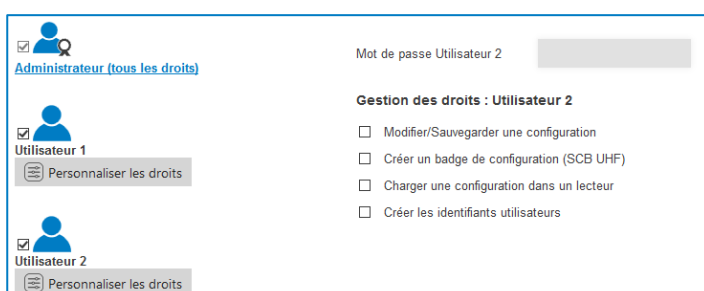 Administrateur (tous les droits)
Utilisateur 1
Personnaliser les droits
Utilisateur 2
Personnaliser les droits
Mot de passe Utilisateur 2
Gestion des droits : Utilisateur 2
Modifier/Sauvegarder une configuration
Créer un badge de configuration (SCB UHF)
Charger une configuration dans un lecteur
Créer les identifiants utilisateurs